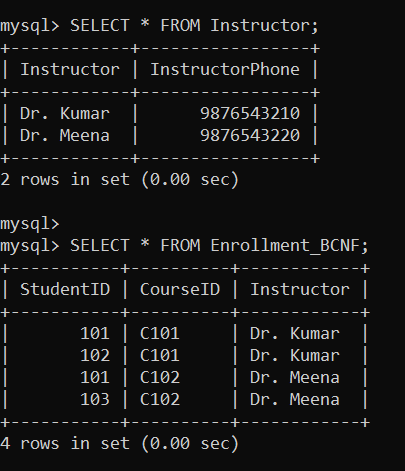 mysql> SELECT * FROM Instructor;
+------------+-----------------+
| Instructor | InstructorPhone |
+------------+-----------------+
| Dr. Kumar  |      9876543210 |
| Dr. Meena  |      9876543220 |
+------------+-----------------+
2 rows in set (0.00 sec)

mysql>
mysql> SELECT * FROM Enrollment_BCNF;
+-----------+----------+------------+
| StudentID | CourseID | Instructor |
+-----------+----------+------------+
|       101 | C101     | Dr. Kumar  |
|       102 | C101     | Dr. Kumar  |
|       101 | C102     | Dr. Meena  |
|       103 | C102     | Dr. Meena  |
+-----------+----------+------------+
4 rows in set (0.00 sec)